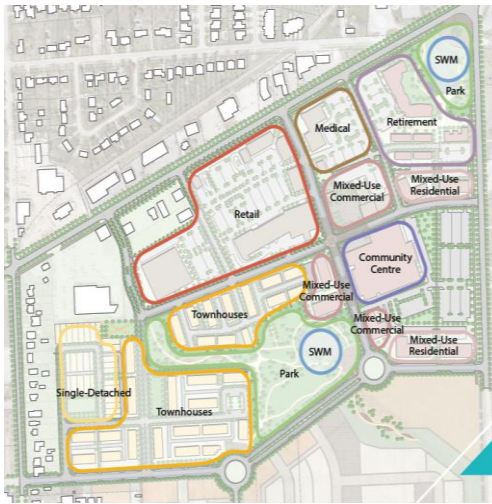 SWM
Park
Medical
Retirement
Mixed-Use
Commercial
Mixed-Use
Residential
Retail
Community
Centre
Mixed-Use
Commercial
Townhouses
Mixed-Use
Commercial
Mixed-Use
Residential
SWM
Park
Single-Detached
Townhouses